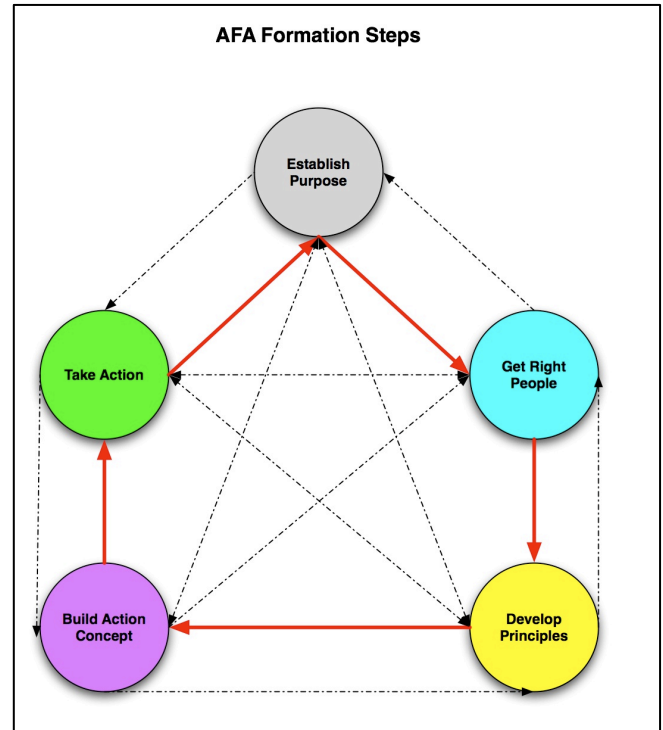 AFA Formation Steps
Establish
Purpose
Take Action
Get Right
People
Build Action
Concept
Develop
Principles